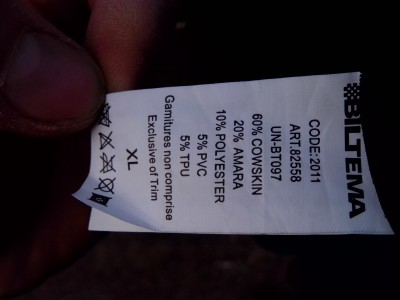 BILTEMA
CODE:2011
ART.82558
UN-BT097
60% COWSKIN
20% AMARA
10% POLYESTER
5% PVC
5% TPU
Garnitures non comprise
Exclusive of Trim
XL